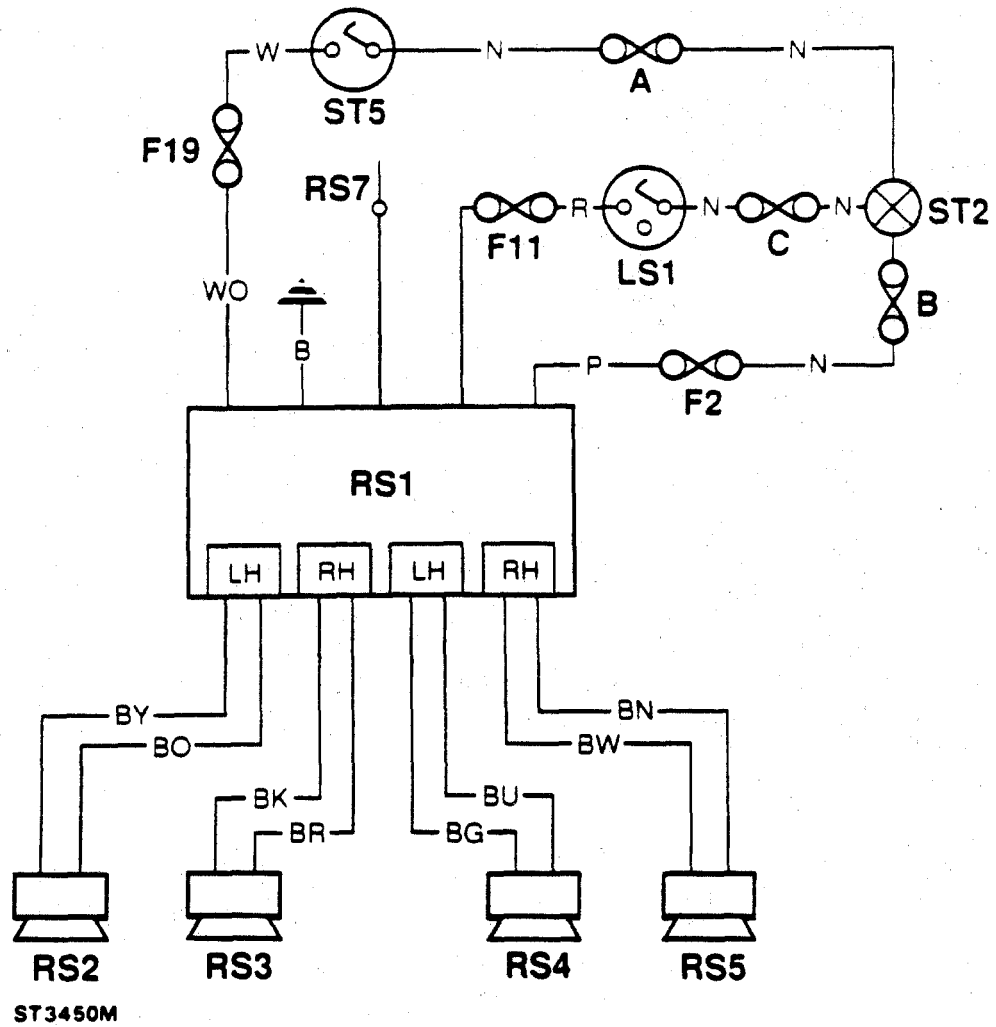 W
N
N
A
ST5
F19
RS7
R
N
N
ST2
F11
C
LS1
WO
B
B
P
N
F2
RS1
LH
RH
LH
RH
BY
BN
BO
BW
BK
BU
BR
BG
RS2
RS3
RS4
RS5
ST3450M